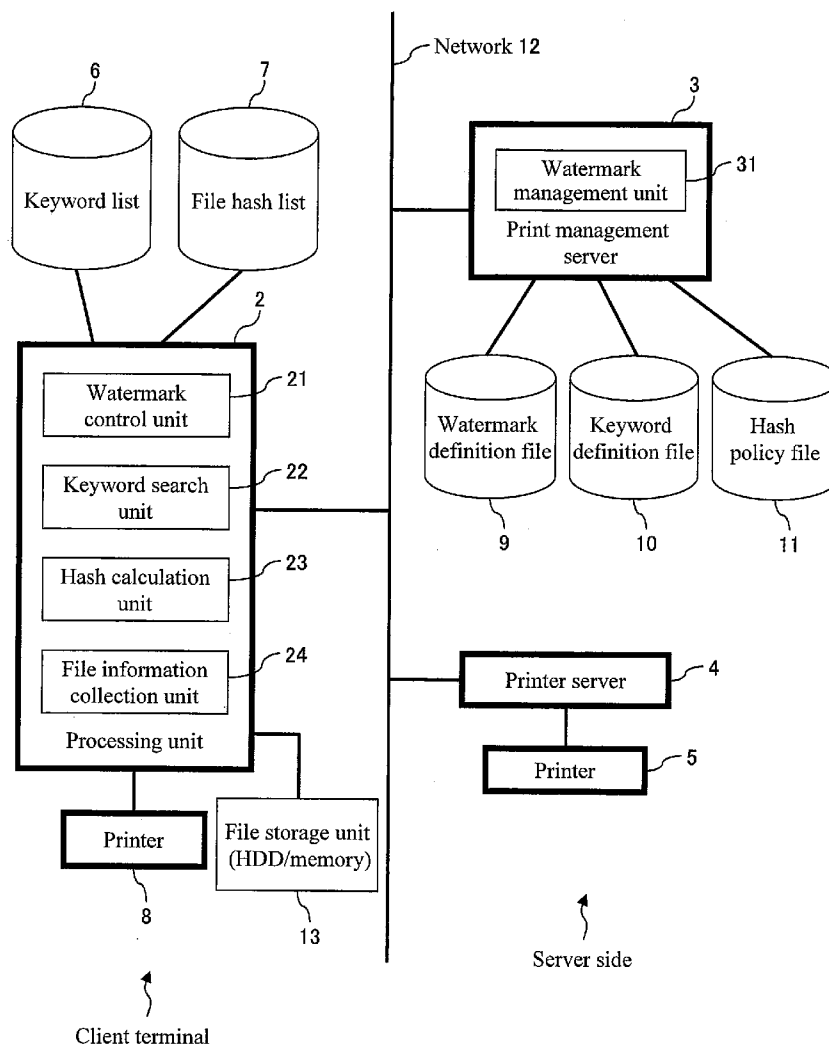 Network 12
6
7
3
Keyword list
File hash list
Watermark
management unit
31
Print management
server
2
Watermark
control unit
21
Keyword search
unit
22
Hash calculation
unit
23
File information
collection unit
24
Processing unit
Watermark
definition file
Keyword
definition file
Hash
policy file
9
10
11
Printer server
4
Printer
5
Printer
8
File storage unit
(HDD/memory)
13
Server side
Client terminal